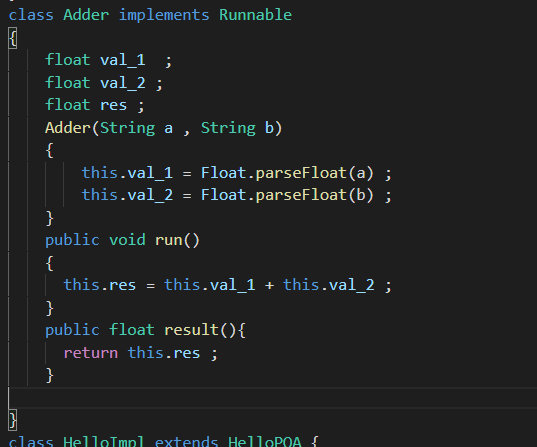 class Adder implements Runnable
{
float val_1  ;
float val_2 ;
float res ;
Adder(String a , String b)
{
this.val_1 = Float.parseFloat(a) ;
this.val_2 = Float.parseFloat(b) ;
}
public void run()
{
this.res = this.val_1 + this.val_2 ;
}
public float result(){
return this.res ;
}
}
class HelloImpl extends HelloPOA {